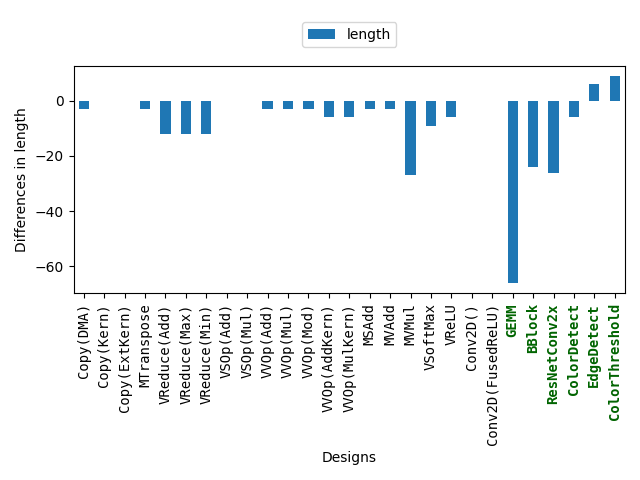 length
Differences in length
0
−20
−40
−60
Copy(DMA)
Copy(Kern)
Copy(ExtKern)
MTranspose
VReduce(Add)
VReduce(Max)
VReduce(Min)
VSOp(Add)
VSOp(Mul)
VVOp(Add)
VVOp(Mul)
VVOp(Mod)
VVOp(AddKern)
VVOp(MulKern)
MSAdd
MVAdd
MVMul
VSoftMax
VReLU
Conv2D()
Conv2D(FusedReLU)
GEMM
BBlock
ResNetConv2x
ColorDetect
EdgeDetect
ColorThreshold
Designs